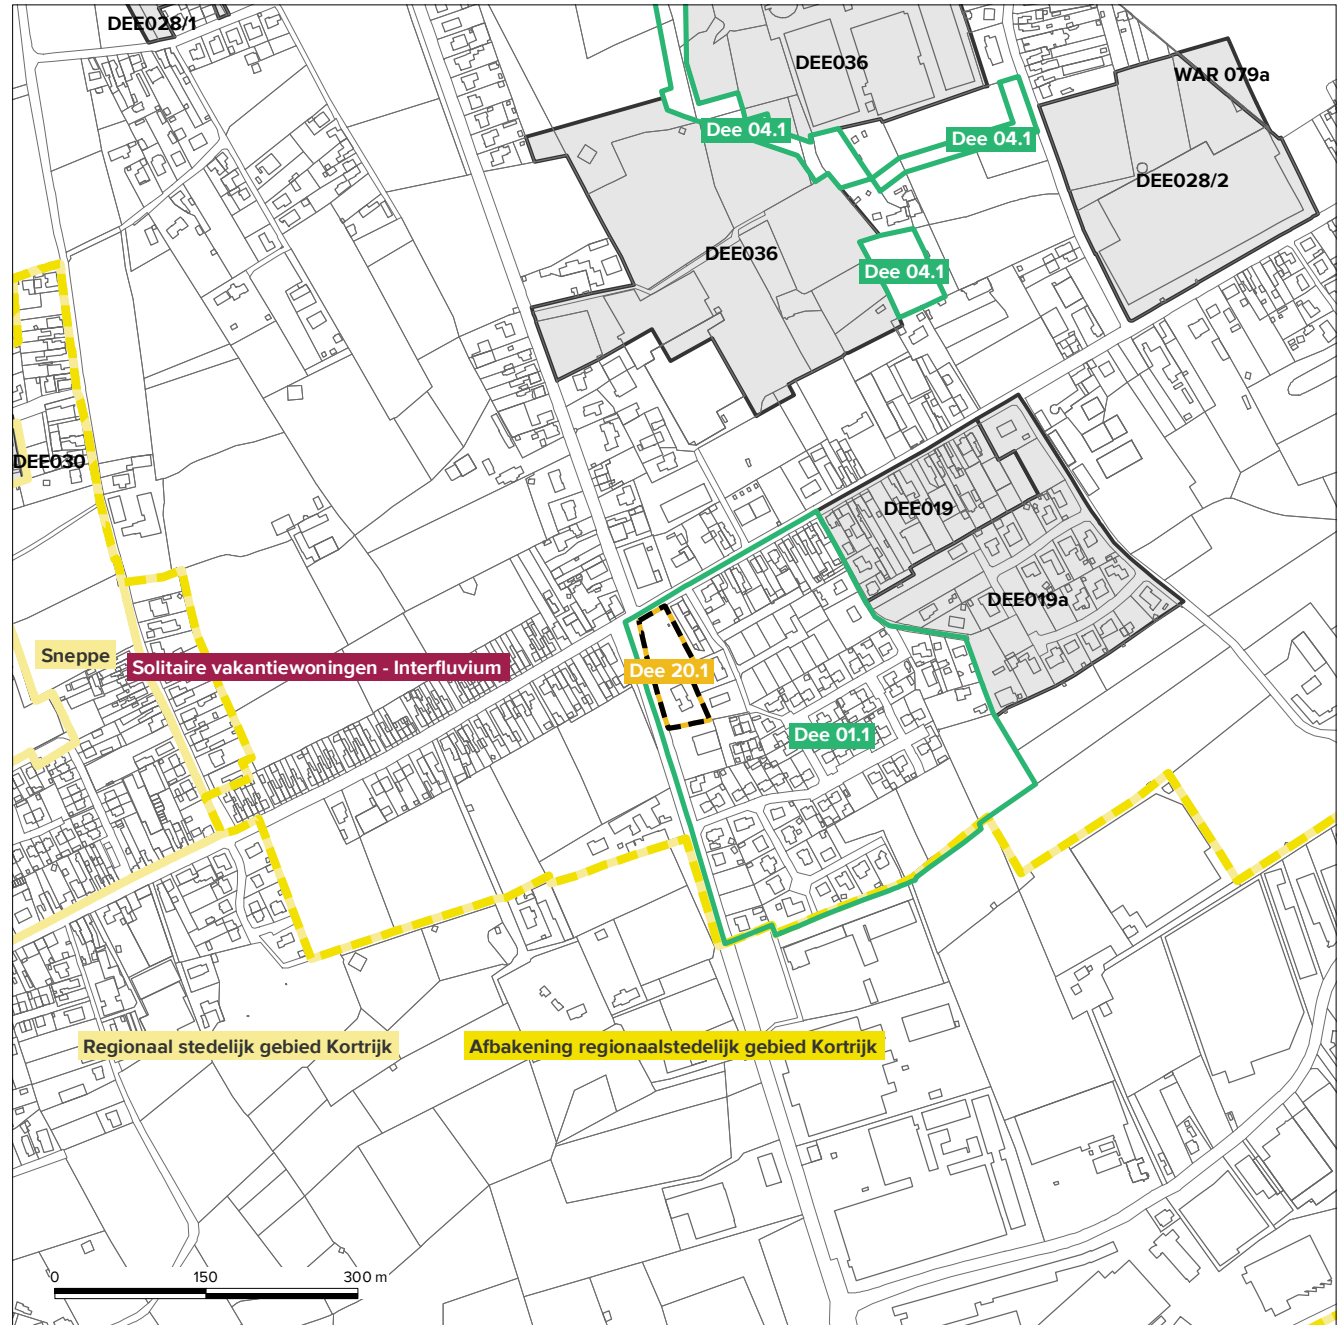 DEE028/1
DEE036
WAR 079a
Dee 04.1
Dee 04.1
DEE028/2
DEE036
Dee 04.1
DEE030
DEE019
DEE019a
Sneppe
Solitaire vakantiewoningen - Interfluvium
Dee 20.1
Dee 01.1
Regionaal stedelijk gebied Kortrijk
Afbakening regionaalstedelijk gebied Kortrijk
0 150 300 m